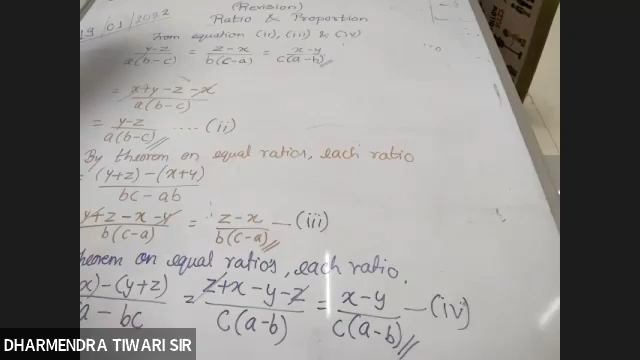 (Revision)
19/01/2022
Ratio & Proportion
From equation (ii), (iii) & (iv)
y-z/a(b-c) = z-x/b(c-a) = x-y/c(a-b)
= x+y-z-x/a(b-c)
= y-z/a(b-c) .... (ii)
By theorem on equal ratios, each ratio
= (y+z)-(x+y)/bc-ab
y+z-x-y/b(c-a) = z-x/b(c-a) —(iii)
theorem on equal ratios, each ratio.
x)-(y+z)/a-bc = z+x-y-z/c(a-b) = x-y/c(a-b) —(iv)
DHARMENDRA TIWARI SIR